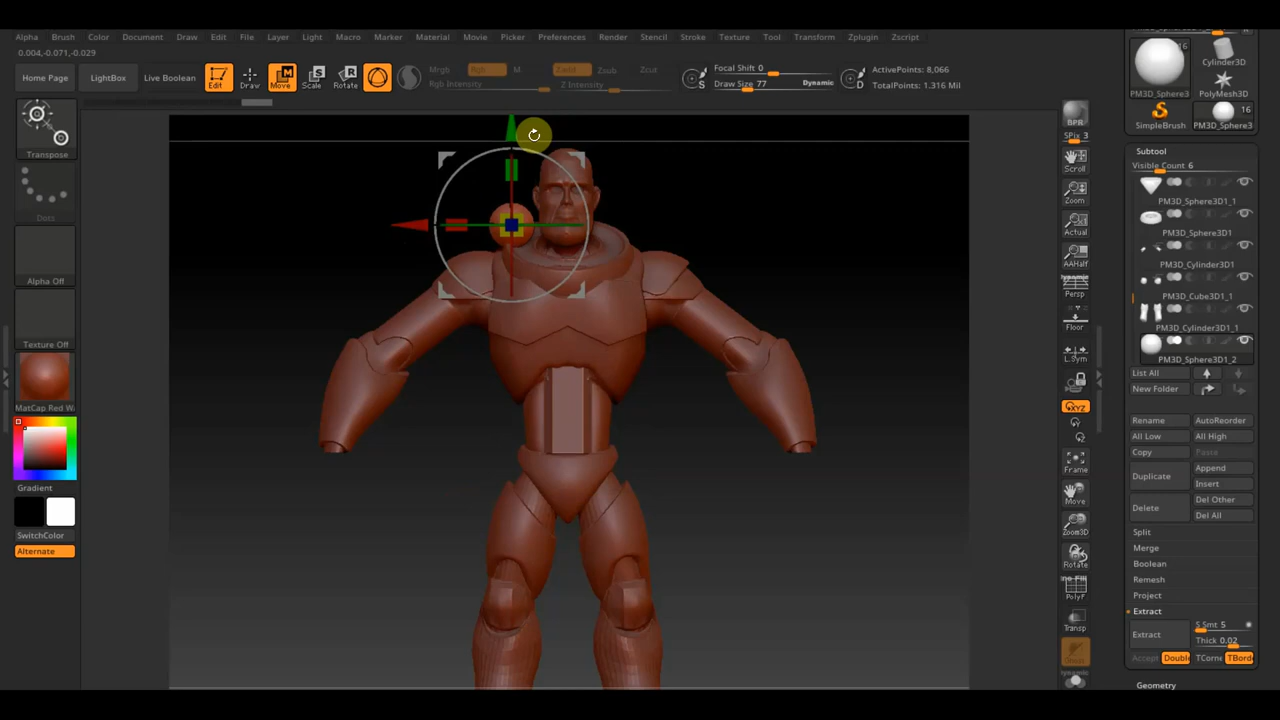 Alpha Brush Color Document Draw Edit File Layer Light Macro Marker Material Movie Picker Preferences Render Stencil Stroke Texture Tool Transform Zplugin Zscript
0.004,-0.071,-0.029
Home Page LightBox Live Boolean Edit Draw Move Scale Rotate
Mrgb Rgb M Zadd Zsub Zcut
Rgb Intensity Z Intensity
Focal Shift 0
Draw Size 77 Dynamic
ActivePoints: 8,066
TotalPoints: 1.316 Mil
Transpose
Dots
Alpha Off
Texture Off
MatCap Red Wa
Gradient
SwitchColor
Alternate
BPR
SPix 3
Scroll
Zoom
Actual
AAHalf
Dynamic
Persp
Floor
L.Sym
XYZ
Frame
Move
Zoom3D
Rotate
PolyF
Transp
Dynamic
16
Cylinder3D
PM3D_Sphere3 PolyMesh3D
16
SimpleBrush PM3D_Sphere3
Subtool
Visible Count 6
PM3D_Sphere3D1_1
PM3D_Sphere3D1
PM3D_Cylinder3D1
PM3D_Cube3D1_1
PM3D_Cylinder3D1_1
PM3D_Sphere3D1_2
List All
New Folder
Rename AutoReorder
All Low All High
Copy Paste
Duplicate Append
Insert
Delete Del Other
Del All
Split
Merge
Boolean
Remesh
Project
Extract
Extract S Smt 5
Thick 0.02
Accept Double TCorne TBorde
Geometry